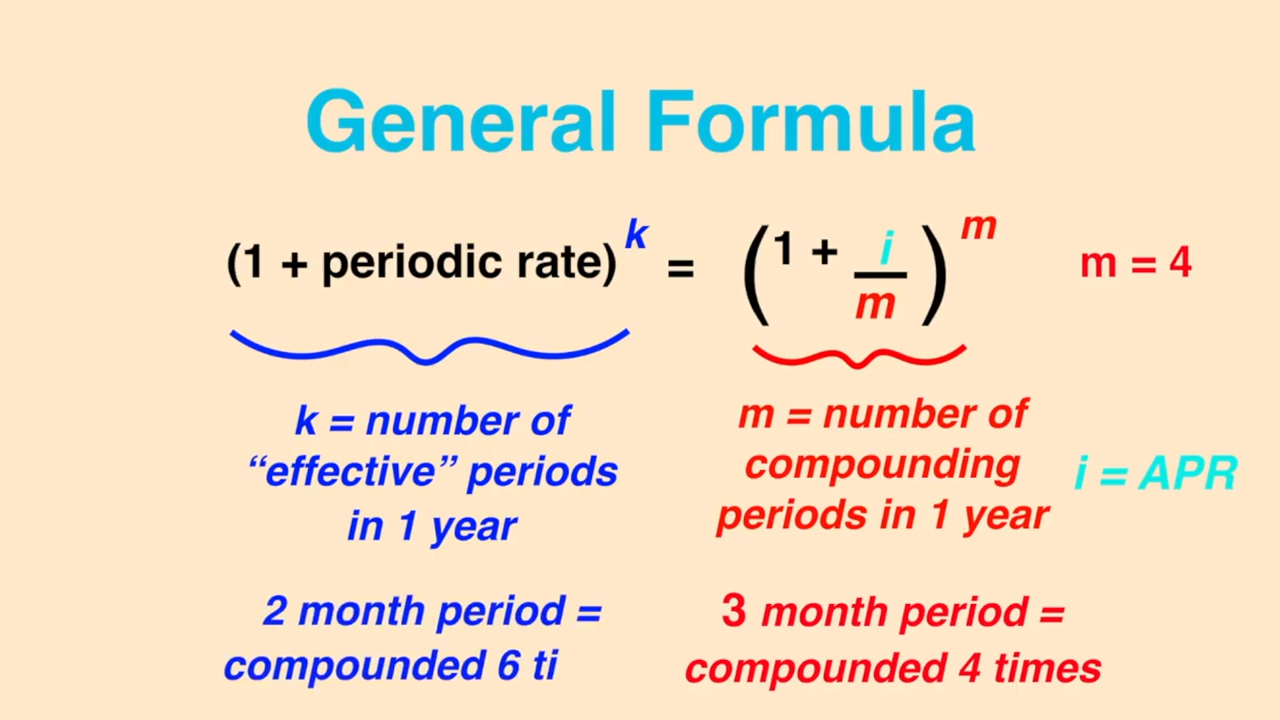 General Formula
(1 + periodic rate)^k = (1 + i/m)^m m = 4
k = number of
“effective” periods
in 1 year
m = number of
compounding
periods in 1 year
i = APR
2 month period =
compounded 6 ti
3 month period =
compounded 4 times